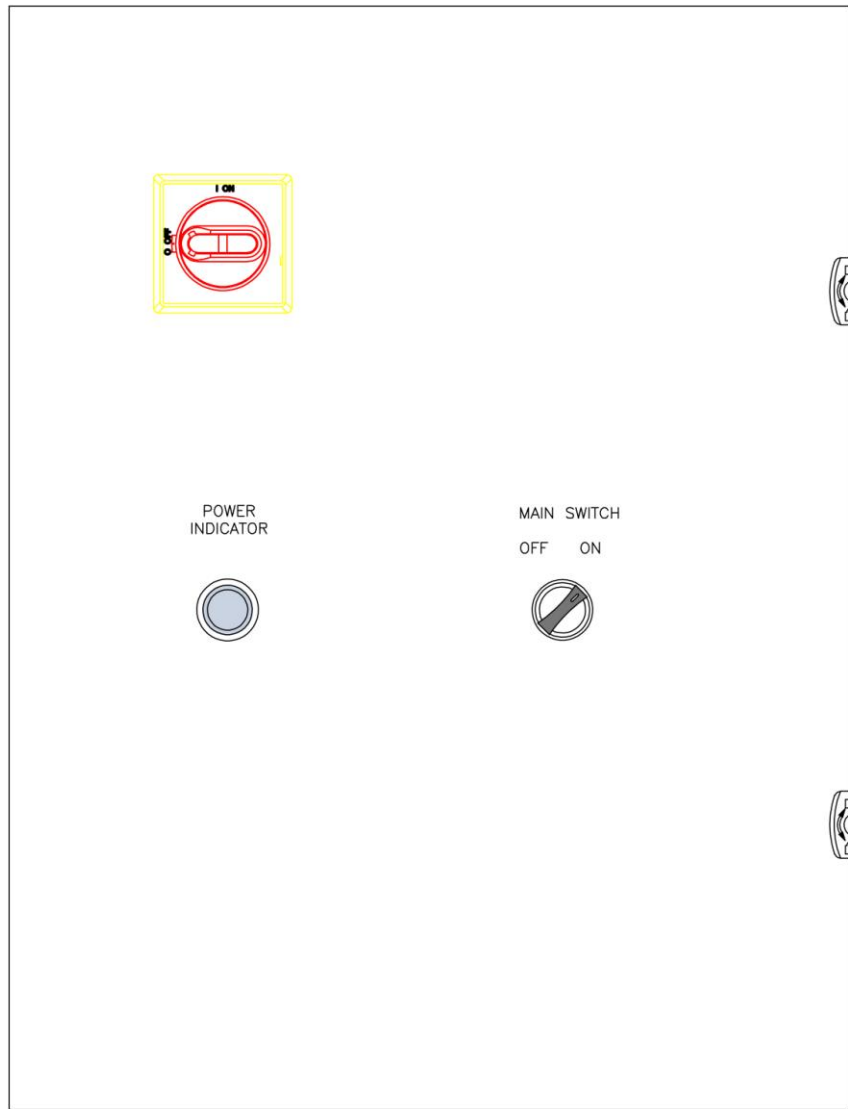 I ON
O OFF
POWER
INDICATOR
MAIN SWITCH
OFF ON